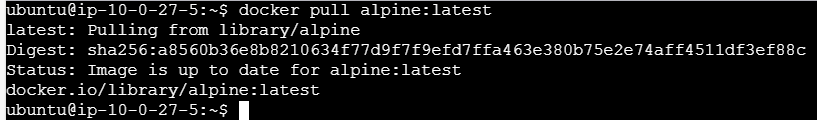 ubuntu@ip-10-0-27-5:~$ docker pull alpine:latest
latest: Pulling from library/alpine
Digest: sha256:a8560b36e8b8210634f77d9f7f9efd7ffa463e380b75e2e74aff4511df3ef88c
Status: Image is up to date for alpine:latest
docker.io/library/alpine:latest
ubuntu@ip-10-0-27-5:~$